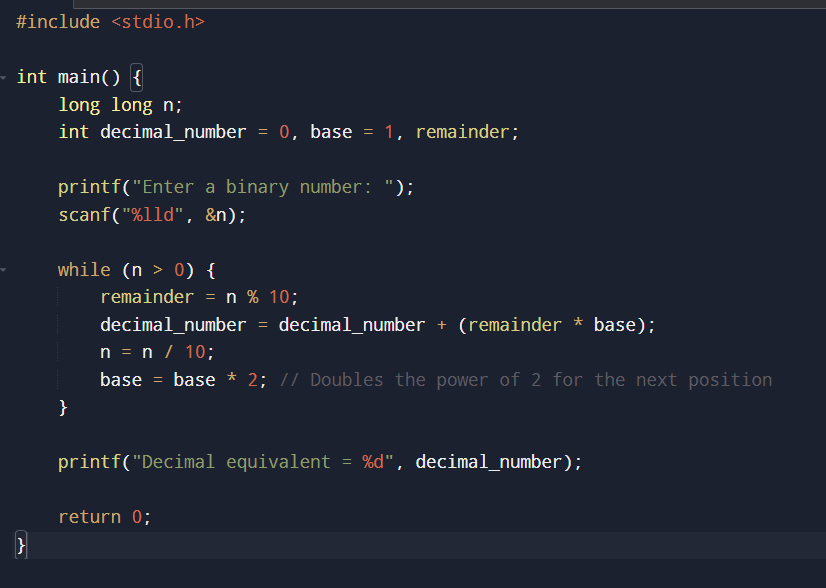 #include <stdio.h>
int main() {
    long long n;
    int decimal_number = 0, base = 1, remainder;
    printf("Enter a binary number: ");
    scanf("%lld", &n);
    while (n > 0) {
        remainder = n % 10;
        decimal_number = decimal_number + (remainder * base);
        n = n / 10;
        base = base * 2; // Doubles the power of 2 for the next position
    }
    printf("Decimal equivalent = %d", decimal_number);
    return 0;
}